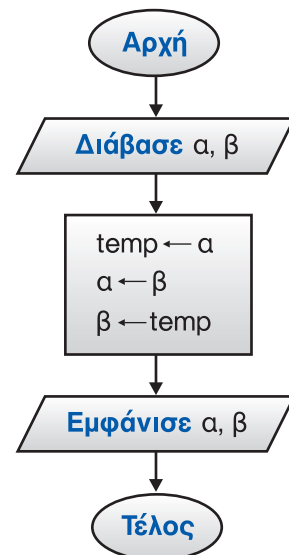 Αρχή
Διάβασε α, β
temp ← α
α ← β
β ← temp
Εμφάνισε α, β
Τέλος